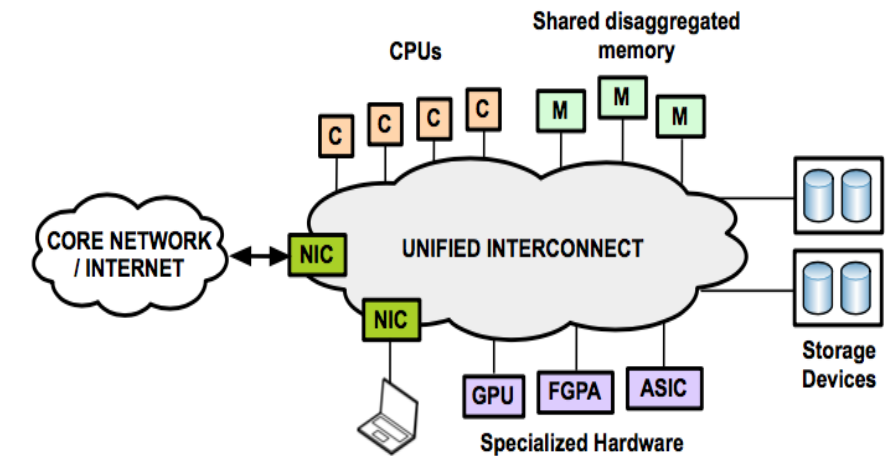 Shared disaggregated
memory
CPUs
C
C
C
C
M
M
M
CORE NETWORK
/ INTERNET
NIC
UNIFIED INTERCONNECT
NIC
GPU
FGPA
ASIC
Storage
Devices
Specialized Hardware